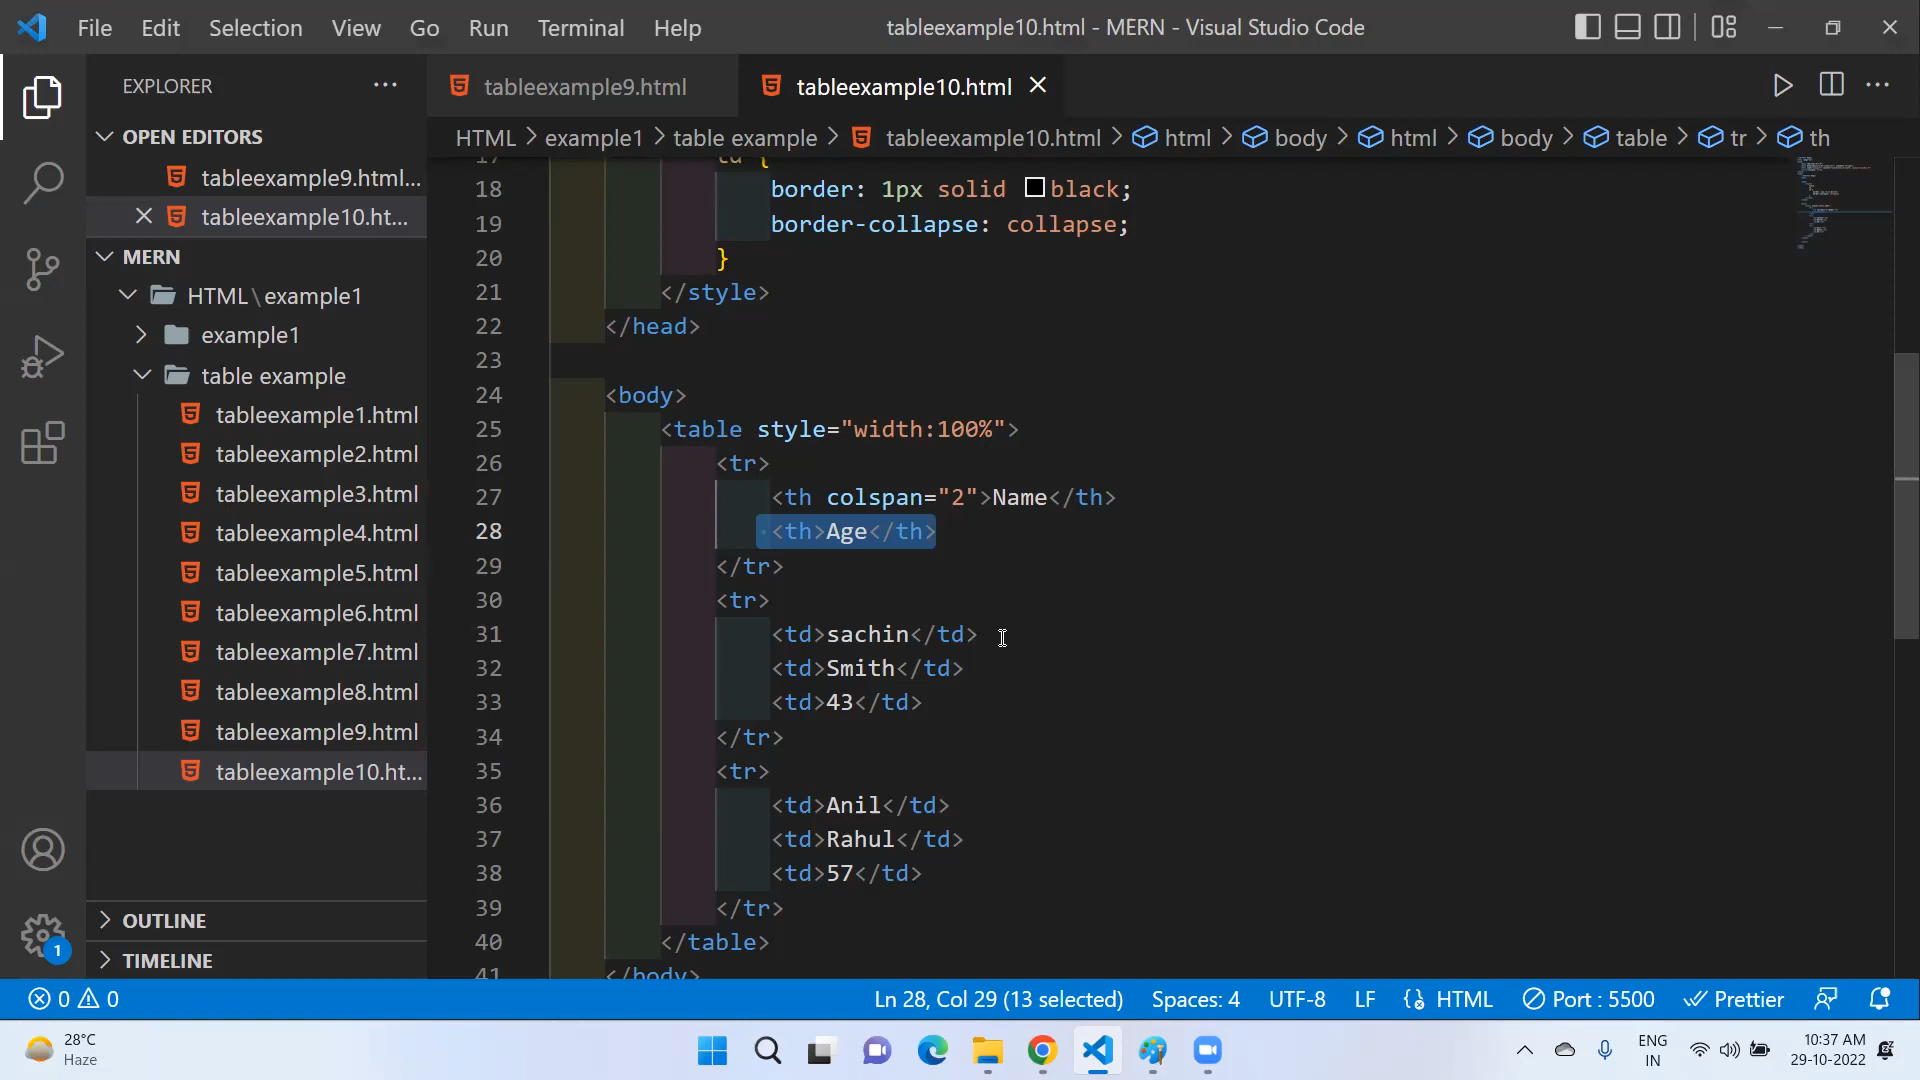 File Edit Selection View Go Run Terminal Help
tableexample10.html - MERN - Visual Studio Code
EXPLORER
tableexample9.html
tableexample10.html
HTML > example1 > table example > tableexample10.html > html > body > html > body > table > tr > th
OPEN EDITORS
tableexample9.html...
tableexample10.ht...
MERN
HTML\example1
example1
table example
tableexample1.html
tableexample2.html
tableexample3.html
tableexample4.html
tableexample5.html
tableexample6.html
tableexample7.html
tableexample8.html
tableexample9.html
tableexample10.ht...
OUTLINE
TIMELINE
1
17 td {
18 border: 1px solid black;
19 border-collapse: collapse;
20 }
21 </style>
22 </head>
23
24 <body>
25 <table style="width:100%">
26 <tr>
27 <th colspan="2">Name</th>
28 <th>Age</th>
29 </tr>
30 <tr>
31 <td>sachin</td>
32 <td>Smith</td>
33 <td>43</td>
34 </tr>
35 <tr>
36 <td>Anil</td>
37 <td>Rahul</td>
38 <td>57</td>
39 </tr>
40 </table>
41 </body>
0 0 Ln 28, Col 29 (13 selected) Spaces: 4 UTF-8 LF {} HTML Port : 5500 Prettier
28°C
Haze
ENG
IN
10:37 AM
29-10-2022